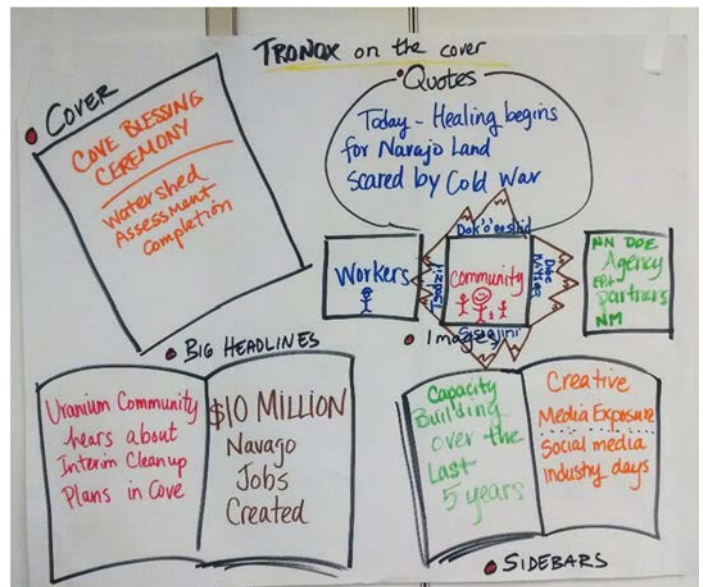 TRONOX on the cover
COVER
COVE BLESSING
CEREMONY
Watershed
Assessment
Completion
Quotes
Today - Healing begins
for Navajo Land
scared by Cold War
Dok'o'ooshid
Workers
Community
Sisnajini
NN DOE
Agency
EPA
partners
NM
Images
BIG HEADLINES
Uranium Community
hears about
Interim Cleanup
Plans in Cove
$10 MILLION
Navago
Jobs
Created
Capacity
Building
over the
Last
5 years
Creative
Media Exposure
Social media
Industry days
SIDEBARS